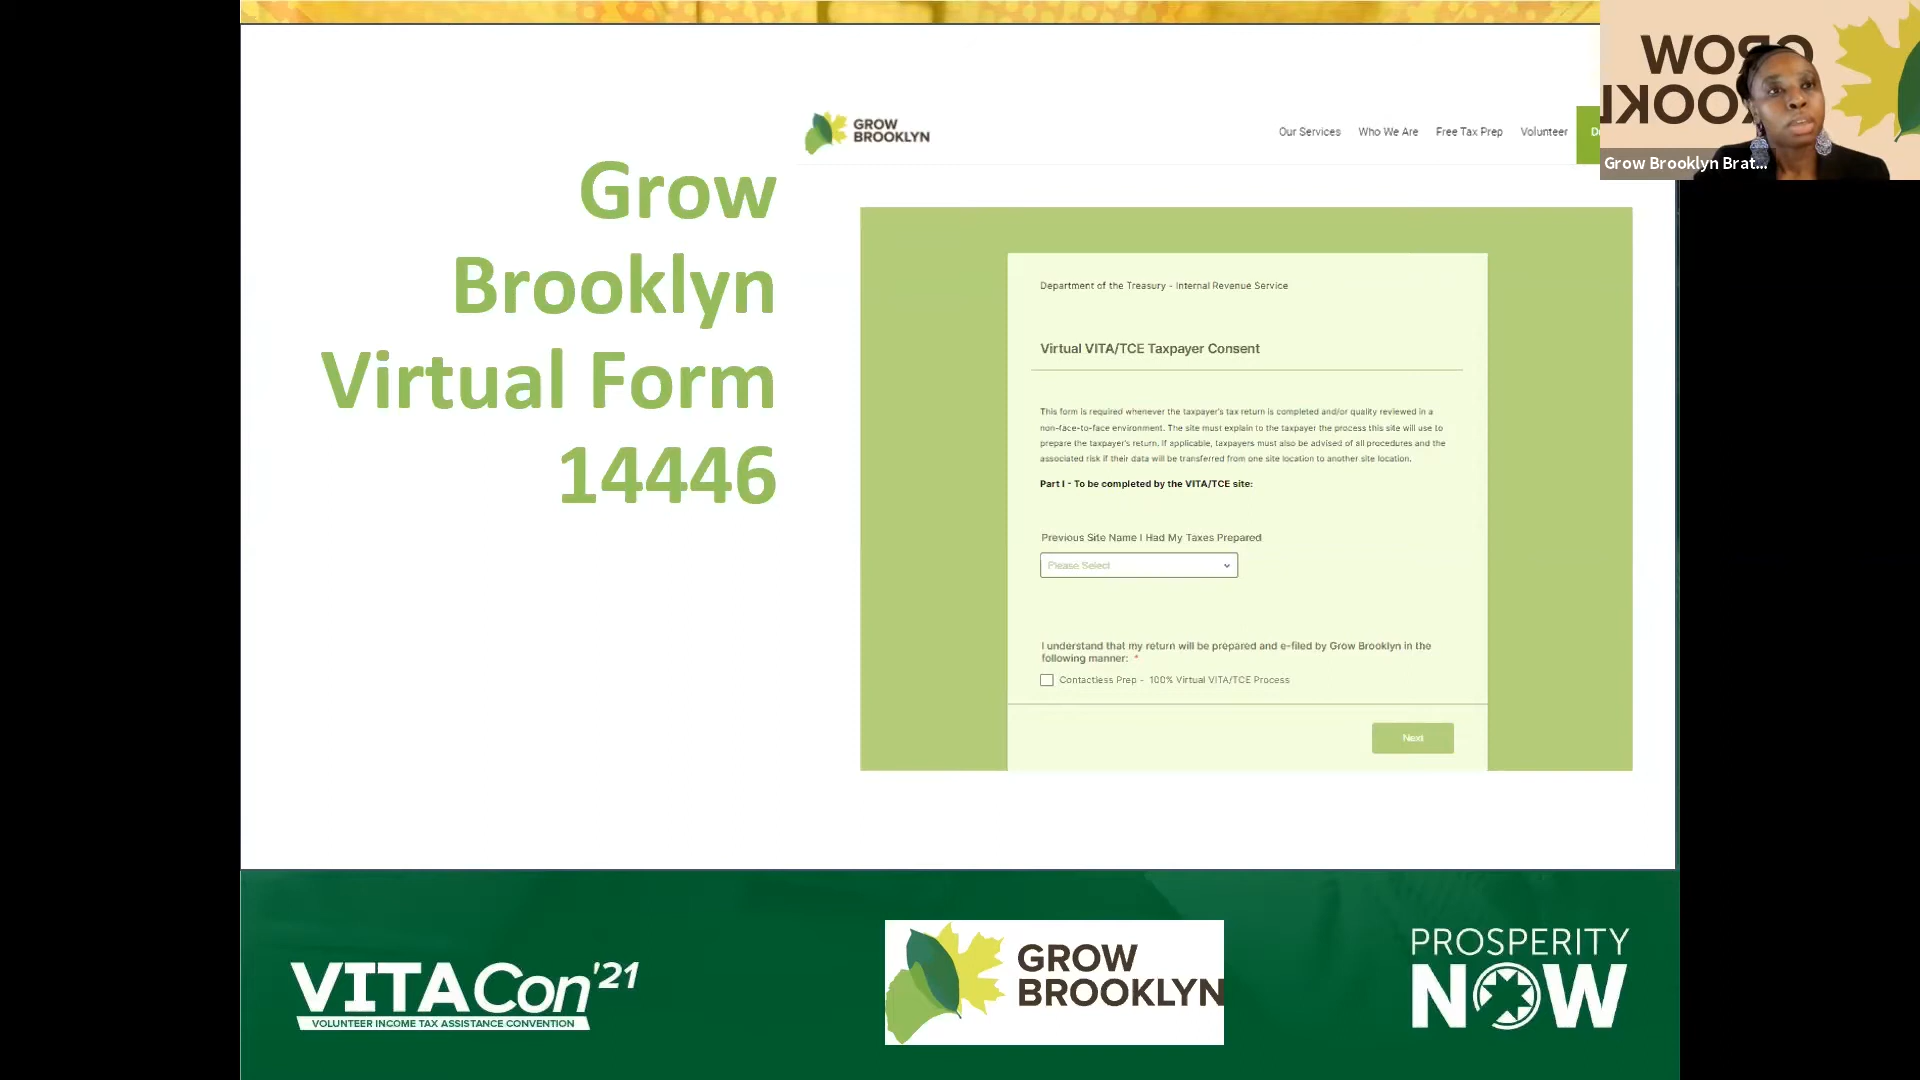 Grow
Brooklyn
Virtual Form
14446
GROW
BROOKLYN
Our Services Who We Are Free Tax Prep Volunteer
Department of the Treasury - Internal Revenue Service
Virtual VITA/TCE Taxpayer Consent
This form is required whenever the taxpayer's tax return is completed and/or quality reviewed in a
non-face-to-face environment. The site must explain to the taxpayer the process this site will use to
prepare the taxpayer's return. If applicable, taxpayers must also be advised of all procedures and the
associated risk if their data will be transferred from one site location to another site location.
Part I - To be completed by the VITA/TCE site:
Previous Site Name I Had My Taxes Prepared
Please Select
I understand that my return will be prepared and e-filed by Grow Brooklyn in the
following manner: *
Contactless Prep - 100% Virtual VITA/TCE Process
Next
Grow Brooklyn Brat...
VITA Con '21
VOLUNTEER INCOME TAX ASSISTANCE CONVENTION
GROW
BROOKLYN
PROSPERITY
NOW